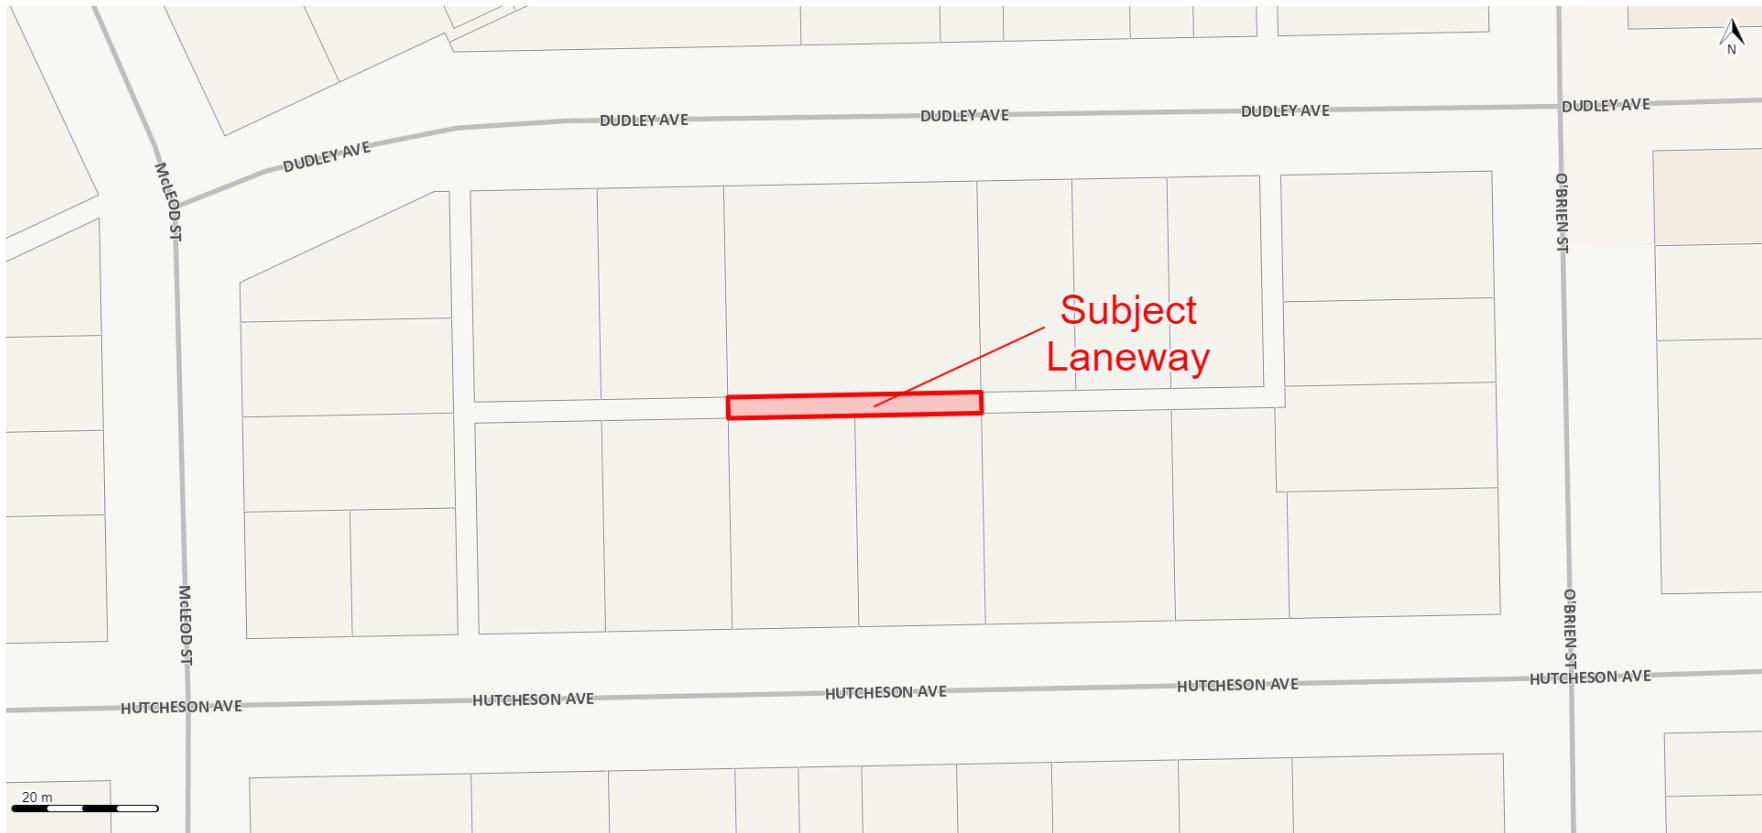 N
DUDLEY AVE
DUDLEY AVE
DUDLEY AVE
DUDLEY AVE
DUDLEY AVE
McLEOD ST
O'BRIEN ST
Subject
Laneway
McLEOD ST
O'BRIEN ST
HUTCHESON AVE
HUTCHESON AVE
HUTCHESON AVE
HUTCHESON AVE
HUTCHESON AVE
20 m